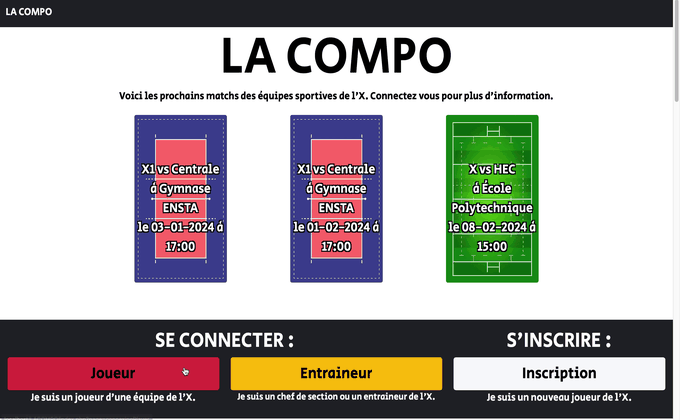 LA COMPO
LA COMPO
Voici les prochains matchs des équipes sportives de l'X. Connectez vous pour plus d'information.
X1 vs Centrale
á Gymnase
ENSTA
le 03-01-2024 á
17:00
X1 vs Centrale
á Gymnase
ENSTA
le 01-02-2024 á
17:00
X vs HEC
á École
Polytechnique
le 08-02-2024 á
15:00
SE CONNECTER :
S'INSCRIRE :
Joueur
Entraineur
Inscription
Je suis un joueur d'une équipe de l'X.
Je suis un chef de section ou un entraineur de l'X.
Je suis un nouveau joueur de l'X.